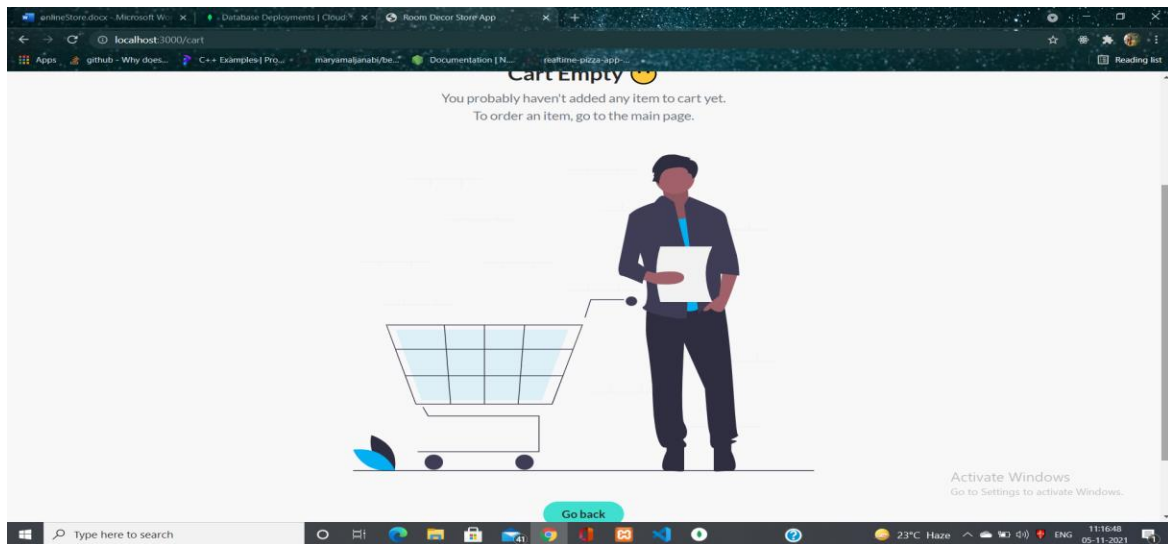 onlineStore.docx - Microsoft Wo
Database Deployments | Cloud:
Room Decor Store App
localhost:3000/cart
Apps
github - Why does...
C++ Examples | Pro...
maryamaljanabi/be...
Documentation | N...
realtime-pizza-app-...
Reading list
Cart Empty
You probably haven't added any item to cart yet.
To order an item, go to the main page.
Go back
Activate Windows
Go to Settings to activate Windows.
Type here to search
41
23°C Haze
ENG
11:16:48
05-11-2021
1